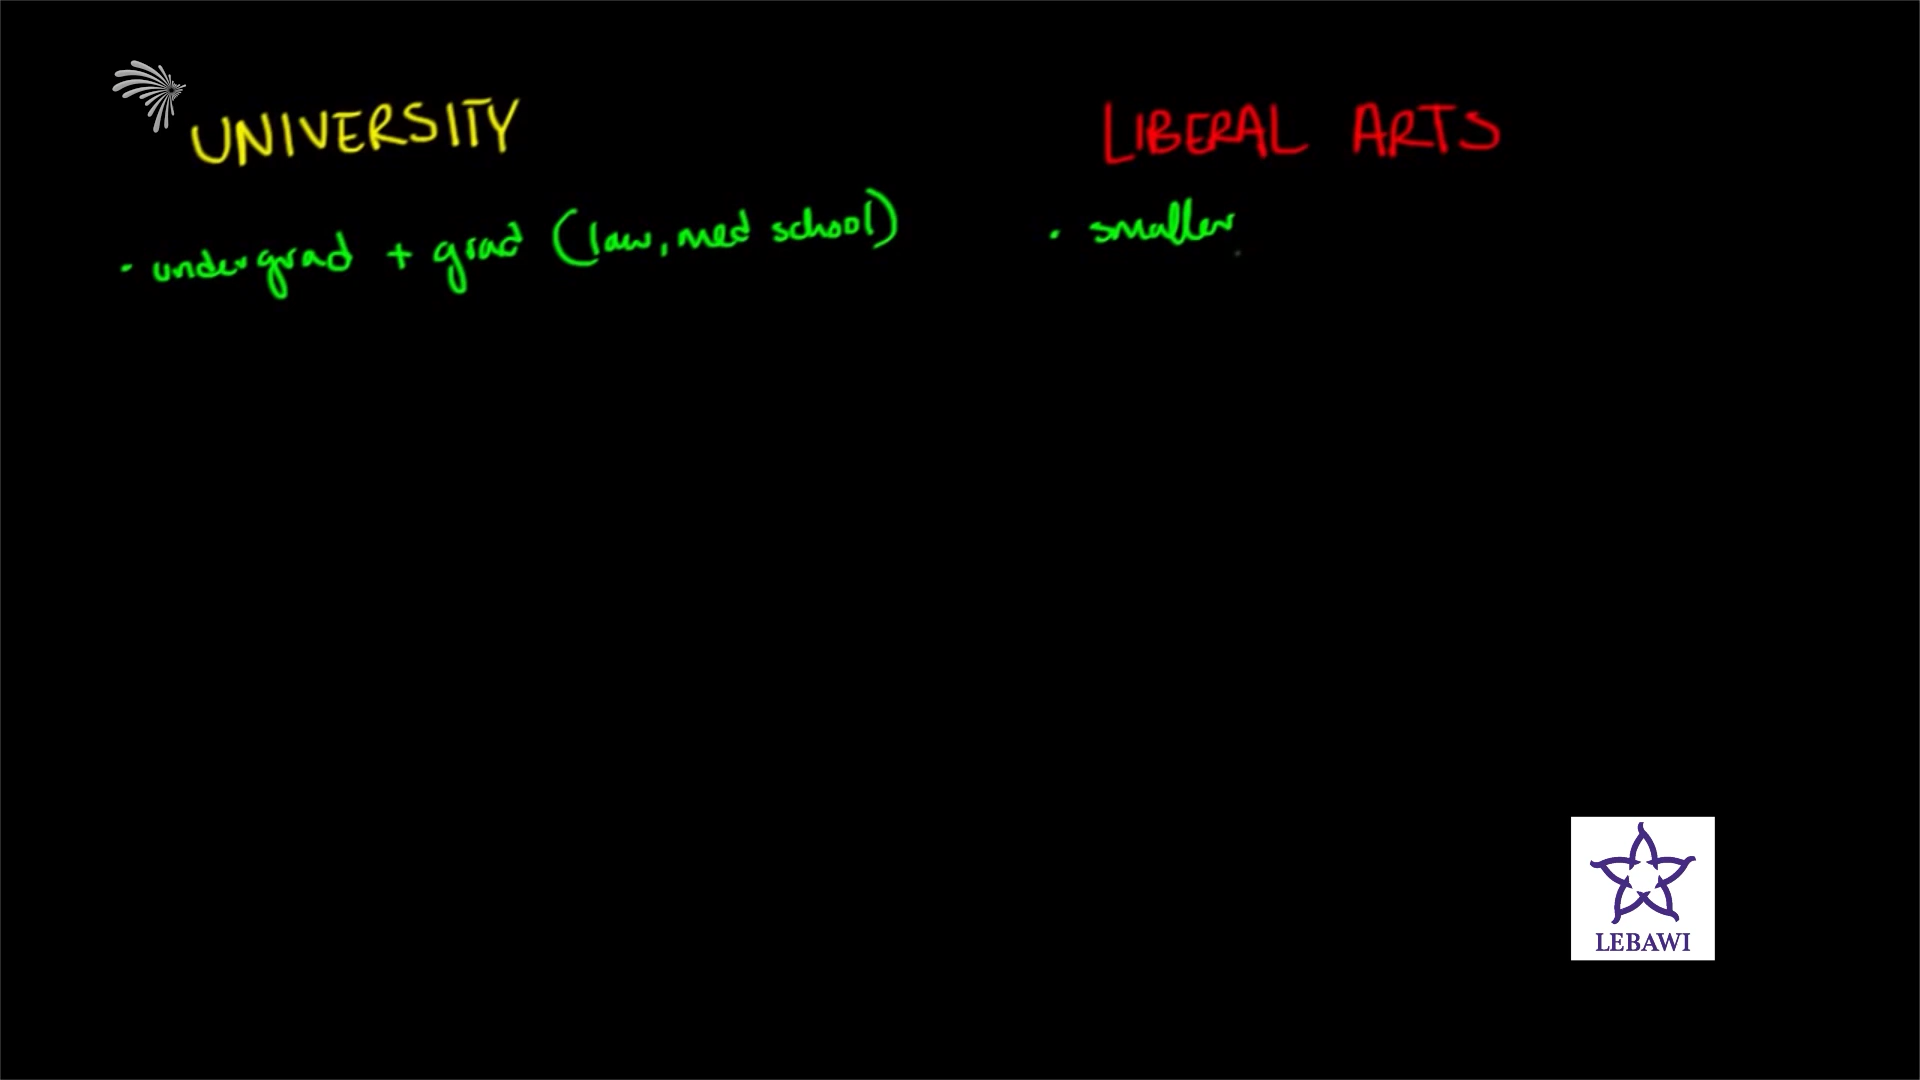 UNIVERSITY
LIBERAL ARTS
• undergrad + grad (law, med school)
• smaller
LEBAWI